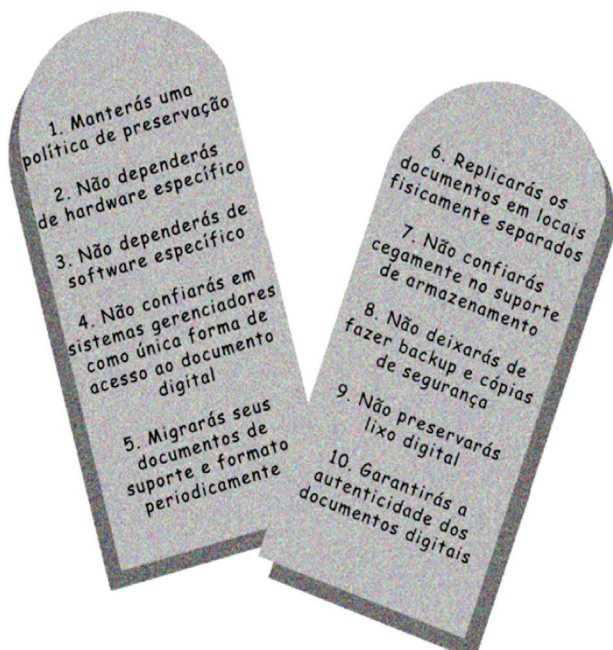 1. Manterás uma
política de preservação
2. Não dependerás
de hardware específico
3. Não dependerás de
software específico
4. Não confiarás em
sistemas gerenciadores
como única forma de
acesso ao documento
digital
5. Migrarás seus
documentos de
suporte e formato
periodicamente
6. Replicarás os
documentos em locais
fisicamente separados
7. Não confiarás
cegamente no suporte
de armazenamento
8. Não deixarás de
fazer backup e cópias
de segurança
9. Não preservarás
lixo digital
10. Garantirás a
autenticidade dos
documentos digitais